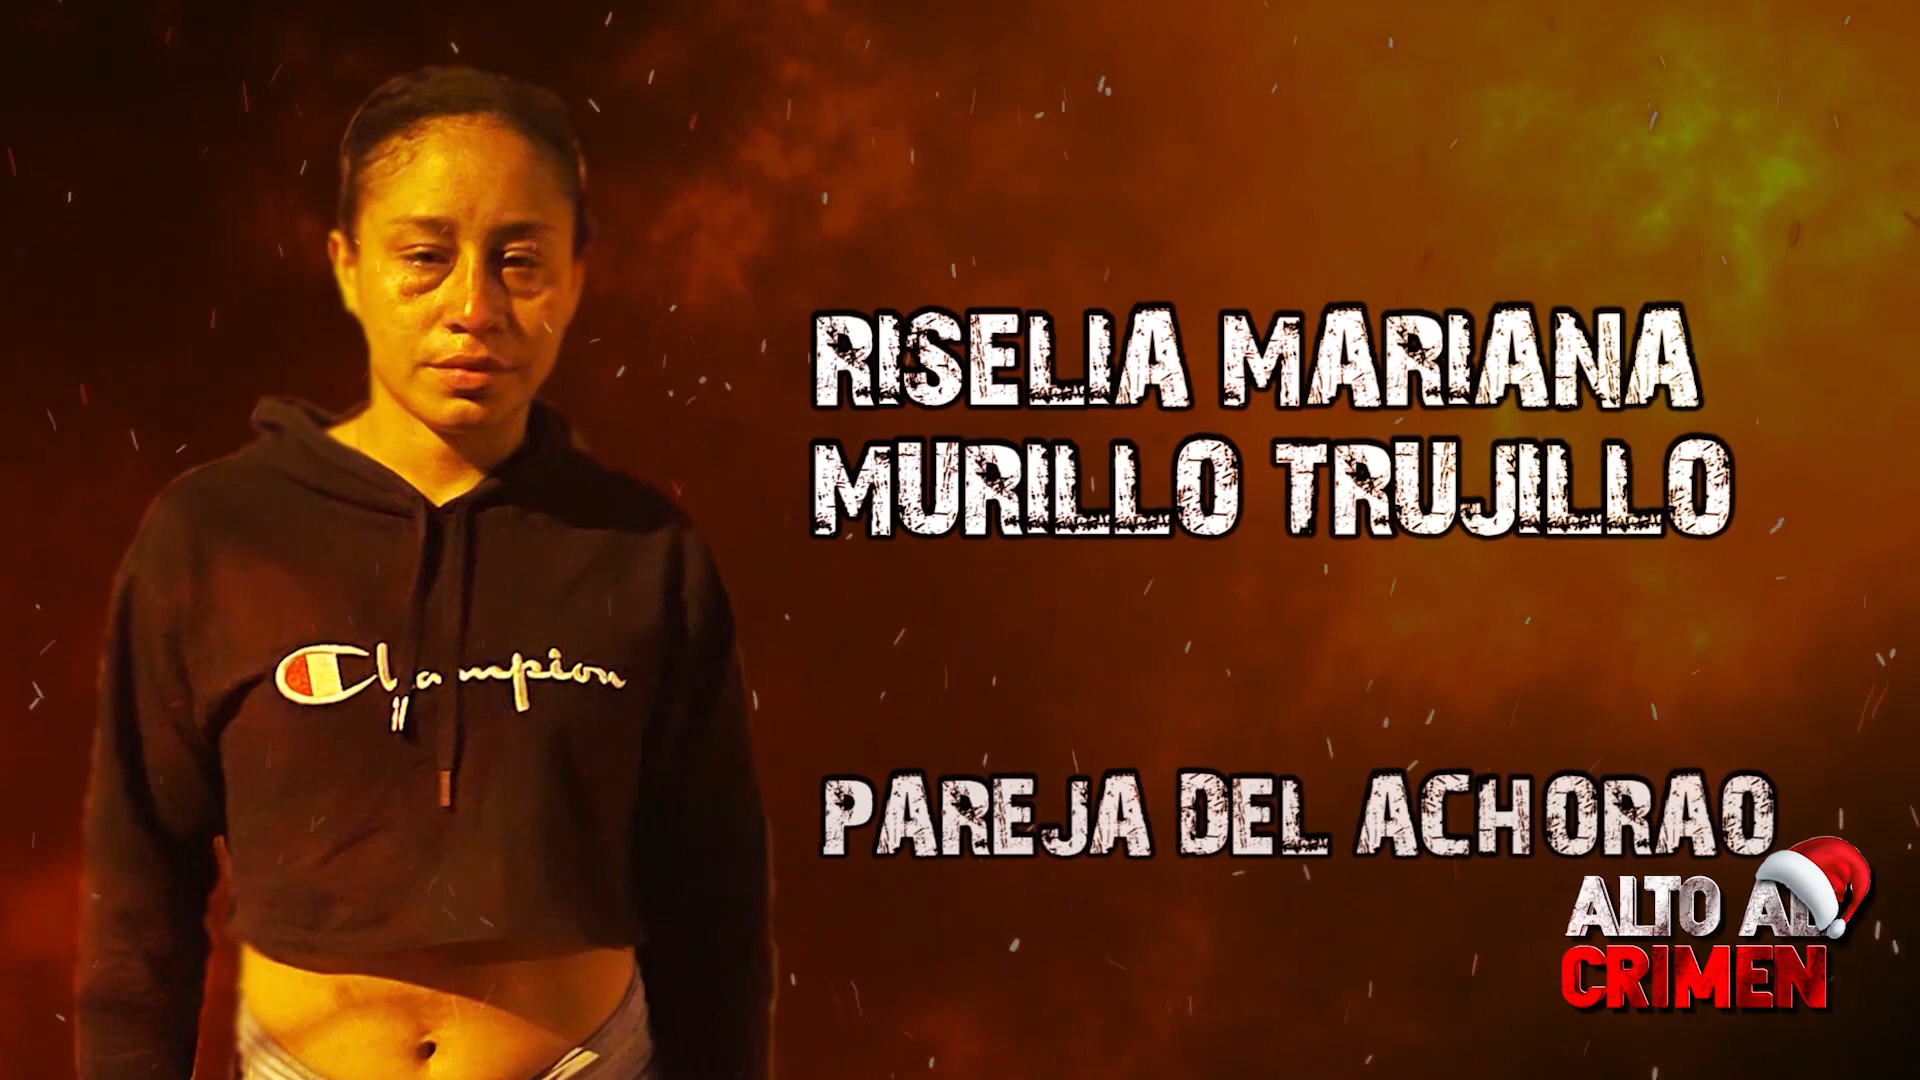 RISELIA MARIANA
MURILLO TRUJILLO
Champion
PAREJA DEL ACHORAO
ALTO AL
CRIMEN